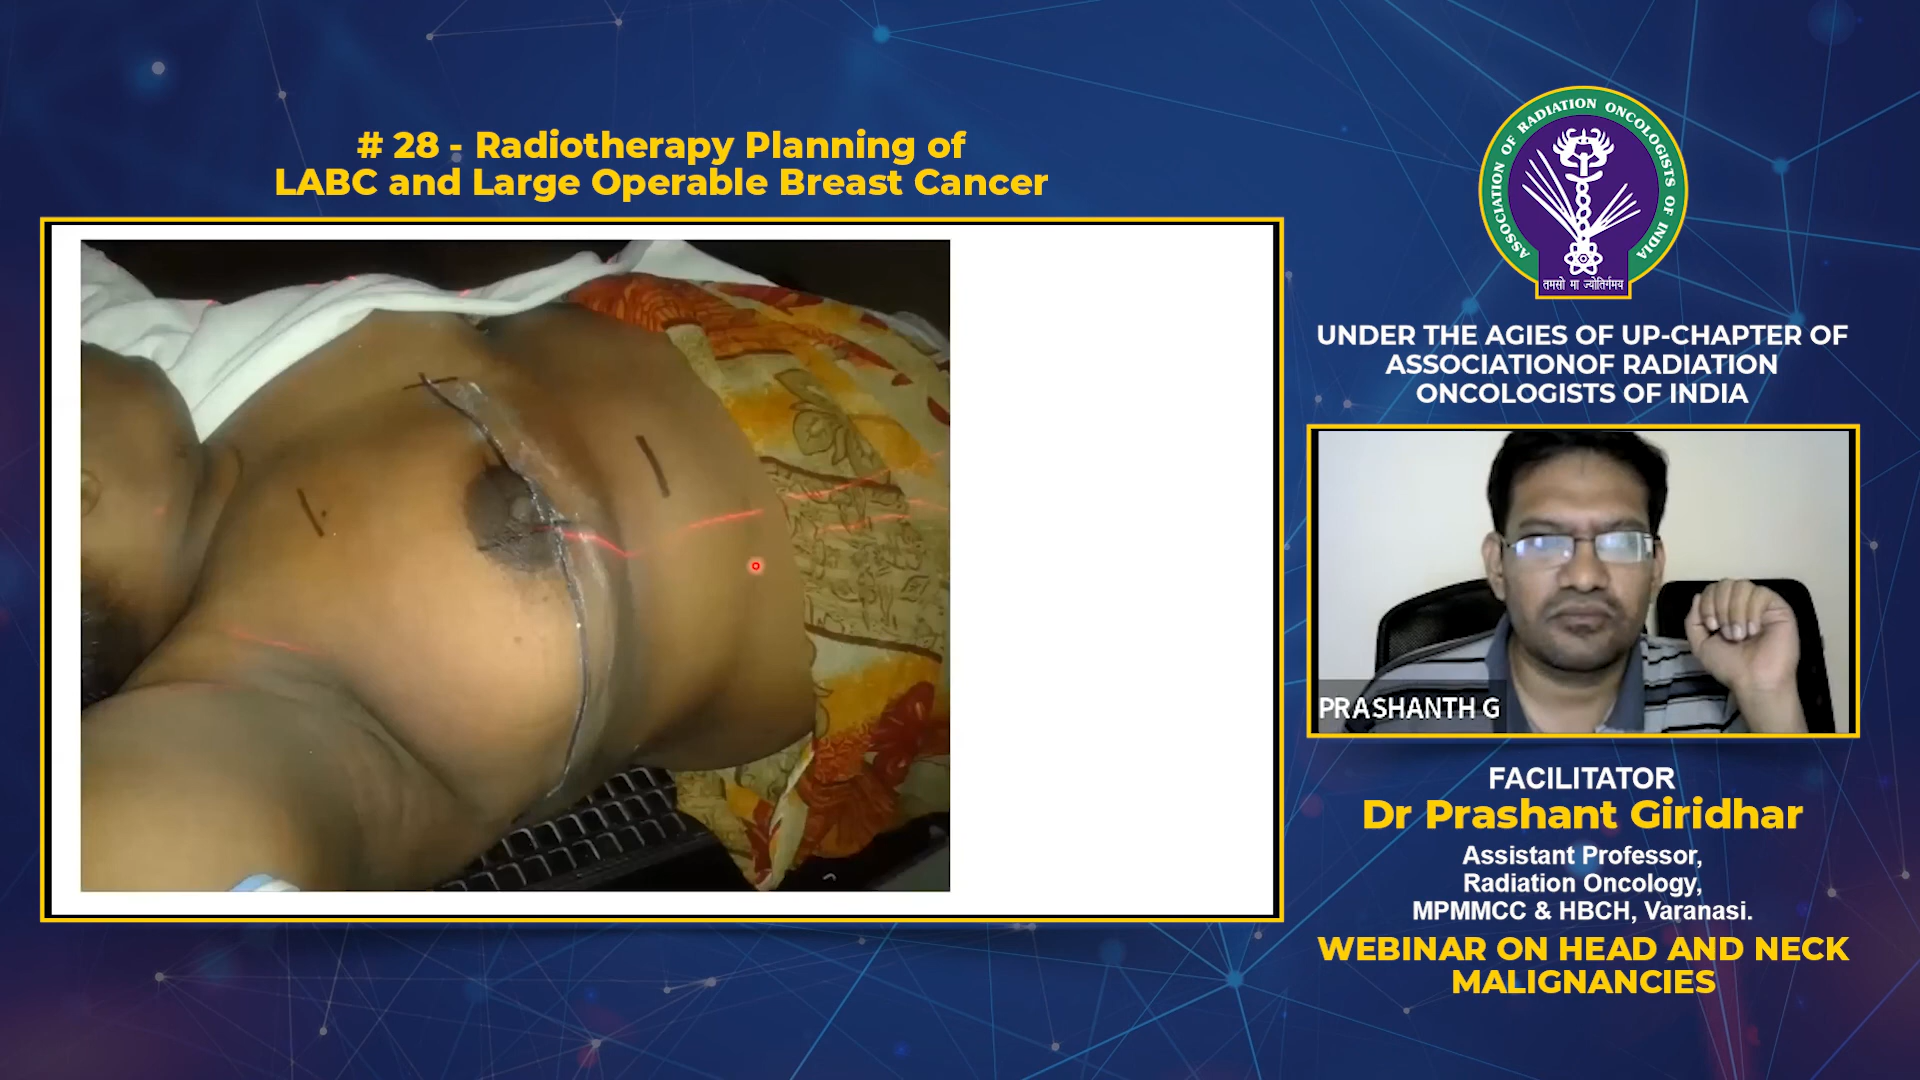 # 28 - Radiotherapy Planning of
LABC and Large Operable Breast Cancer
ASSOCIATION OF RADIATION ONCOLOGISTS OF INDIA
तमसो मा ज्योतिर्गमय
UNDER THE AGIES OF UP-CHAPTER OF
ASSOCIATIONOF RADIATION
ONCOLOGISTS OF INDIA
PRASHANTH G
FACILITATOR
Dr Prashant Giridhar
Assistant Professor,
Radiation Oncology,
MPMMCC & HBCH, Varanasi.
WEBINAR ON HEAD AND NECK
MALIGNANCIES